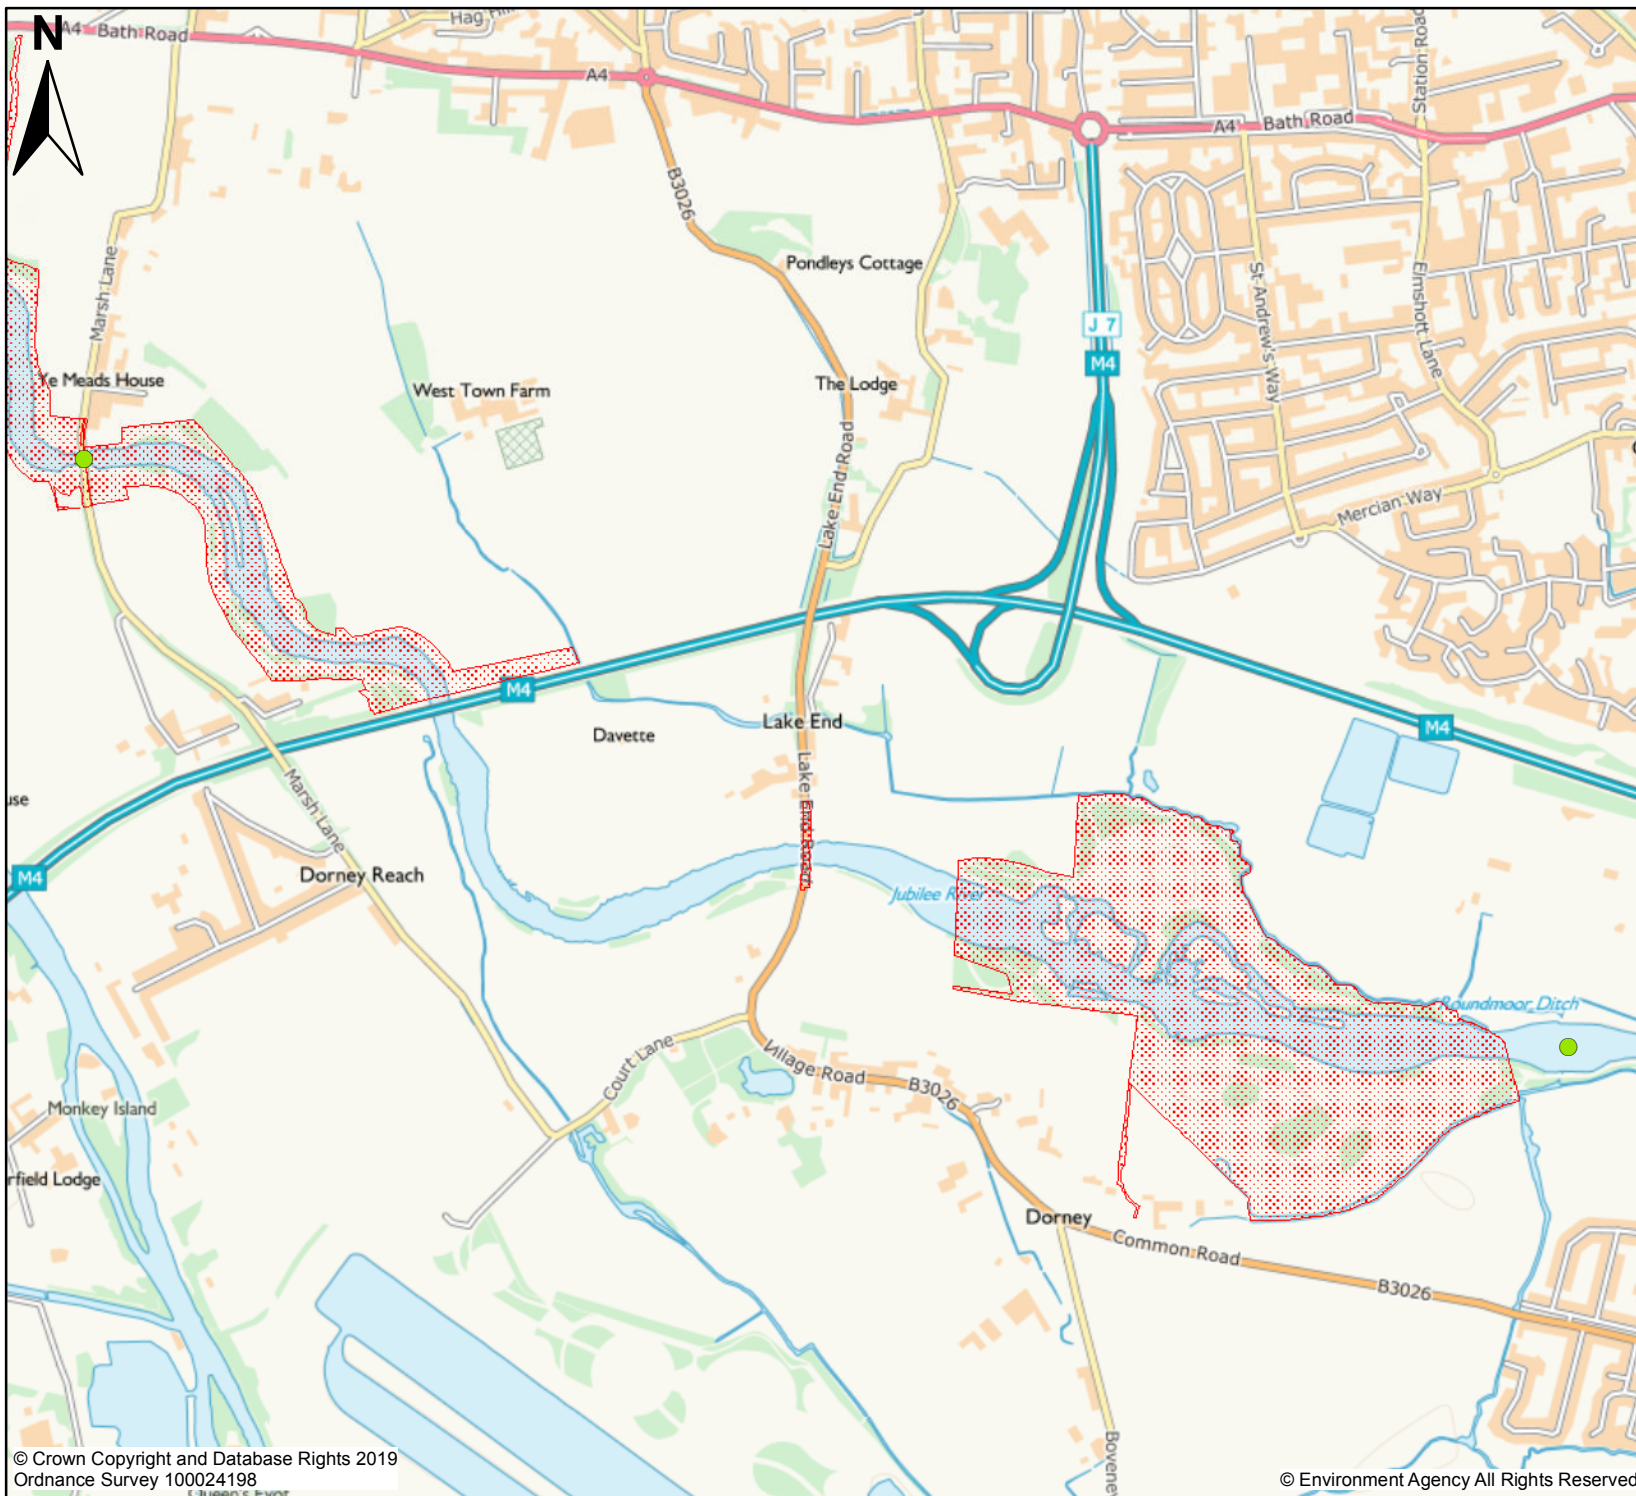 N
A4
Bath Road
A4
A4
Bath Road
Station Road
B3026
Pondleys Cottage
Marsh Lane
J 7
M4
St Andrew's Way
Elmshott Lane
Ye Meads House
West Town Farm
The Lodge
Lake End Road
Mercian Way
M4
Lake End
Davette
M4
Lake End Road
Marsh Lane
Dorney Reach
M4
Jubilee River
Roundmoor Ditch
Court Lane
Village Road
B3026
Monkey Island
rfield Lodge
Dorney
Common Road
B3026
© Crown Copyright and Database Rights 2019
Ordnance Survey 100024198
© Environment Agency All Rights Reserved